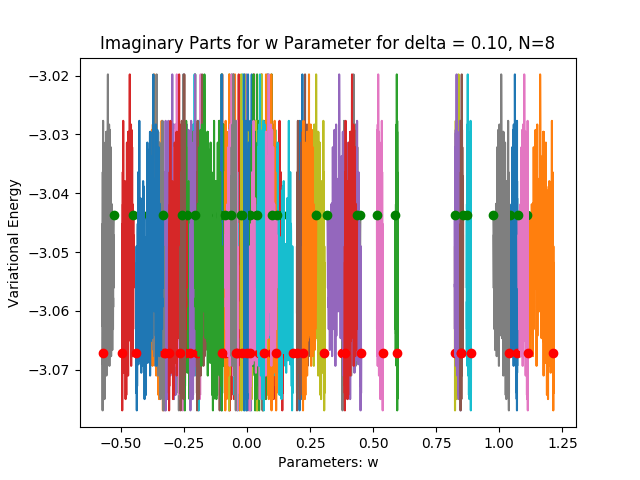 Imaginary Parts for w Parameter for delta = 0.10, N=8
Variational Energy
−3.02
−3.03
−3.04
−3.05
−3.06
−3.07
−0.50 −0.25 0.00 0.25 0.50 0.75 1.00 1.25
Parameters: w